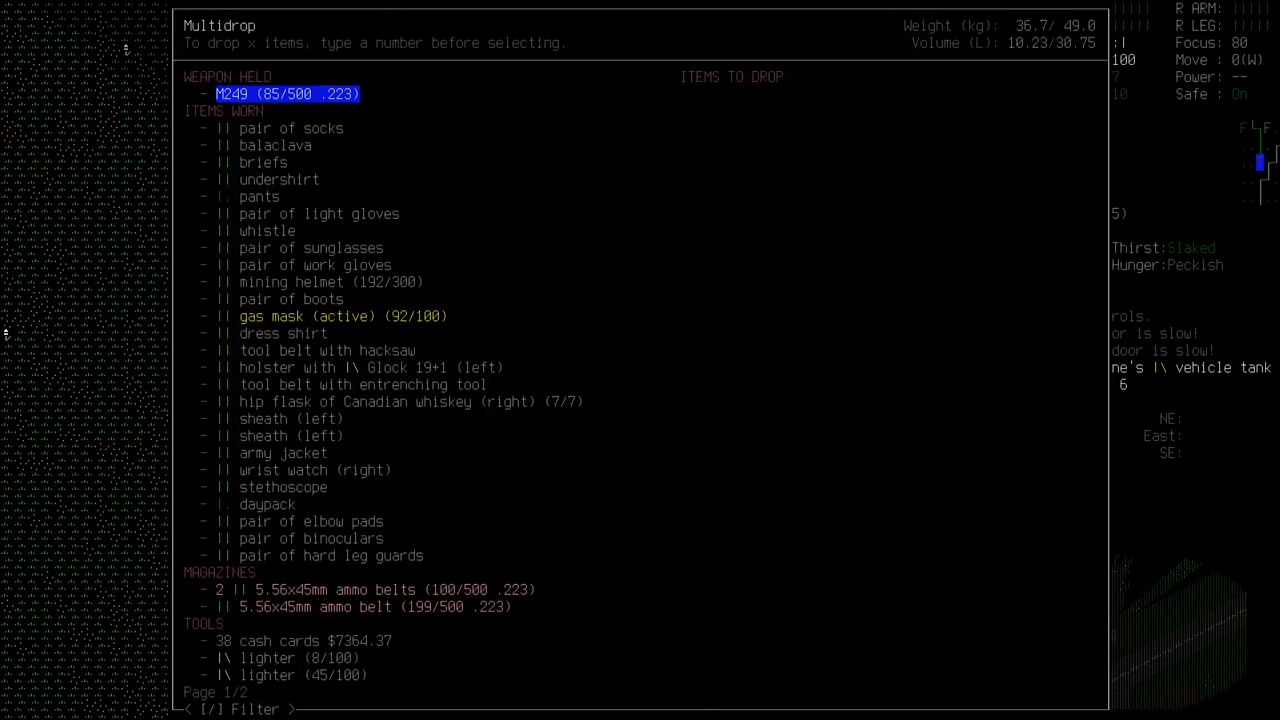 Multidrop
To drop x items, type a number before selecting.
Weight (kg): 36.7/ 49.0
Volume (L): 10.23/30.75
WEAPON HELD
ITEMS TO DROP
- M249 (85/500 .223)
ITEMS WORN
- || pair of socks
- || balaclava
- || briefs
- || undershirt
- |. pants
- || pair of light gloves
- || whistle
- || pair of sunglasses
- || pair of work gloves
- || mining helmet (192/300)
- || pair of boots
- || gas mask (active) (92/100)
- || dress shirt
- || tool belt with hacksaw
- || holster with |\ Glock 19+1 (left)
- || tool belt with entrenching tool
- || hip flask of Canadian whiskey (right) (7/7)
- || sheath (left)
- || sheath (left)
- || army jacket
- || wrist watch (right)
- || stethoscope
- |. daypack
- || pair of elbow pads
- || pair of binoculars
- || pair of hard leg guards
MAGAZINES
- 2 || 5.56x45mm ammo belts (100/500 .223)
- || 5.56x45mm ammo belt (199/500 .223)
TOOLS
- 38 cash cards $7364.37
- |\ lighter (8/100)
- |\ lighter (45/100)
Page 1/2
< [/] Filter >
R ARM:
R LEG:
:| Focus: 80
100 Move : 0(W)
7 Power: --
10 Safe : On
F F
5)
Thirst:Slaked
Hunger:Peckish
rols.
or is slow!
door is slow!
ne's |\ vehicle tank
6
NE:
East:
SE: